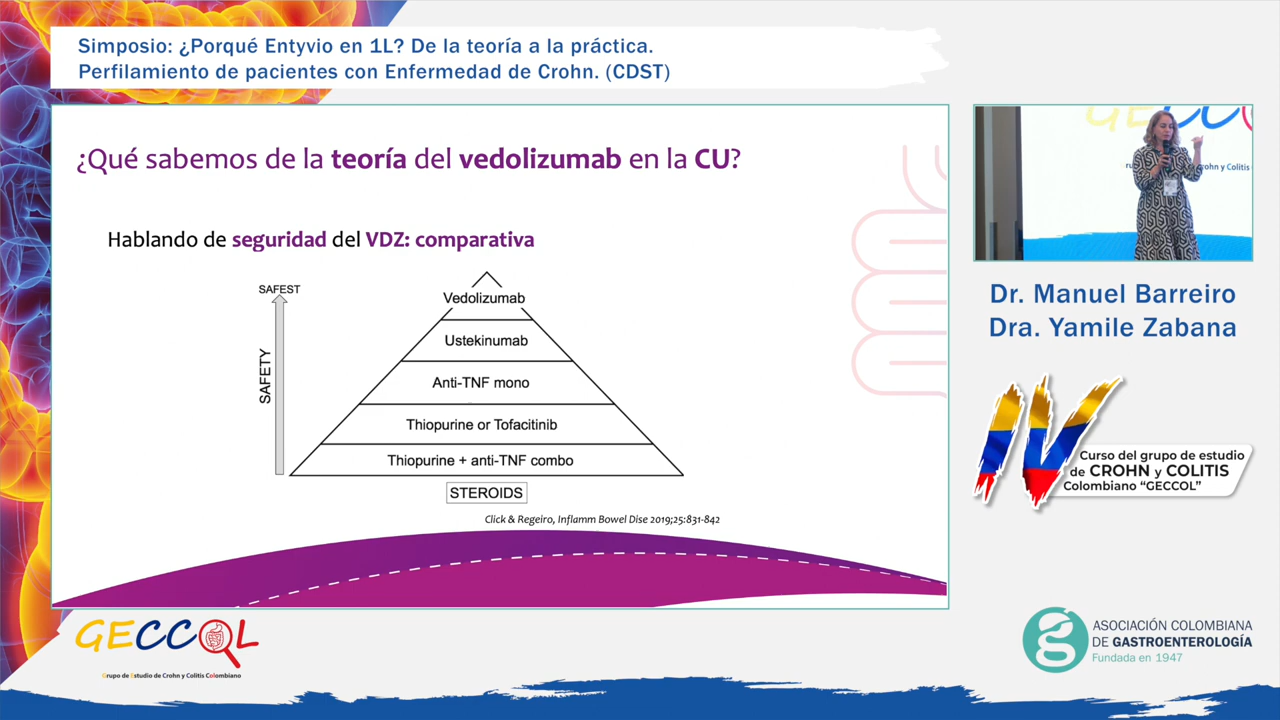 Simposio: ¿Porqué Entyvio en 1L? De la teoría a la práctica.
Perfilamiento de pacientes con Enfermedad de Crohn. (CDST)
¿Qué sabemos de la teoría del vedolizumab en la CU?
Hablando de seguridad del VDZ: comparativa
SAFEST
SAFETY
Vedolizumab
Ustekinumab
Anti-TNF mono
Thiopurine or Tofacitinib
Thiopurine + anti-TNF combo
STEROIDS
Click & Regeiro, Inflamm Bowel Dise 2019;25:831-842
Dr. Manuel Barreiro
Dra. Yamile Zabana
IV
Curso del grupo de estudio
de CROHN y COLITIS
Colombiano "GECCOL"
GECCOL
Grupo de Estudio de Crohn y Colitis Colombiano
ASOCIACIÓN COLOMBIANA
DE GASTROENTEROLOGÍA
Fundada en 1947